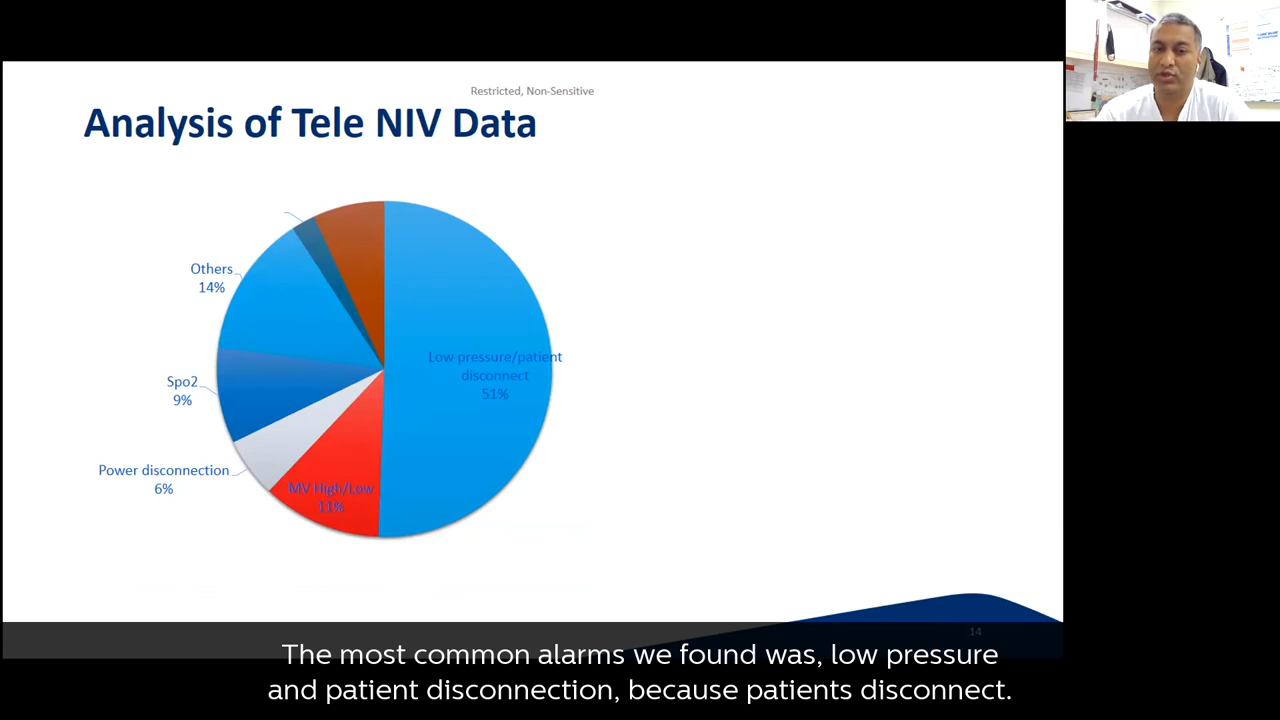 Restricted, Non-Sensitive
Analysis of Tele NIV Data
Others
14%
Low pressure/patient
disconnect
51%
Spo2
9%
Power disconnection
6%
MV High/Low
11%
14
The most common alarms we found was, low pressure
and patient disconnection, because patients disconnect.